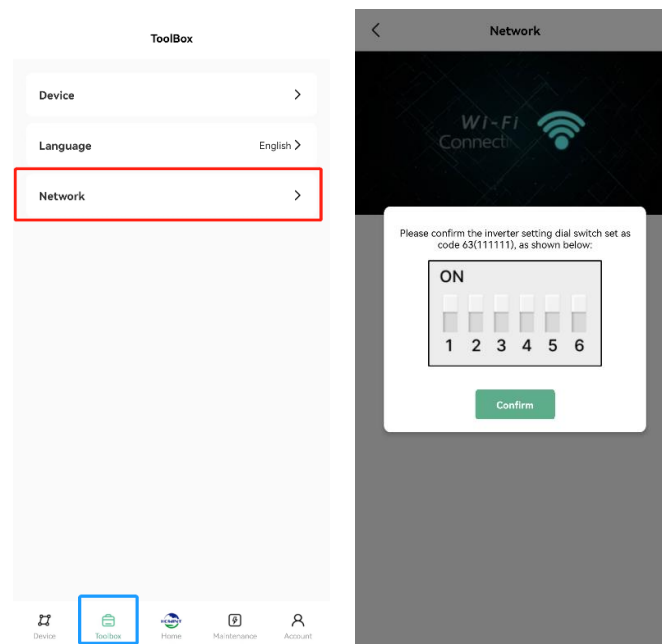 ToolBox
Device
Language
English
Network
Device
Toolbox
Home
Maintenance
Account
Network
Wi-Fi
Please confirm the inverter setting dial switch set as
code 63(111111), as shown below:
ON
1 2 3 4 5 6
Confirm